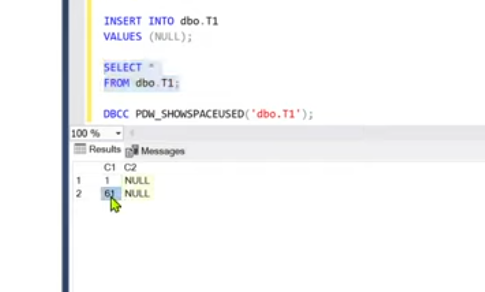 INSERT INTO dbo.T1
VALUES (NULL);
SELECT *
FROM dbo.T1;
DBCC PDW_SHOWSPACEUSED('dbo.T1');
100 %
Results Messages
C1 C2
1 1 NULL
2 61 NULL